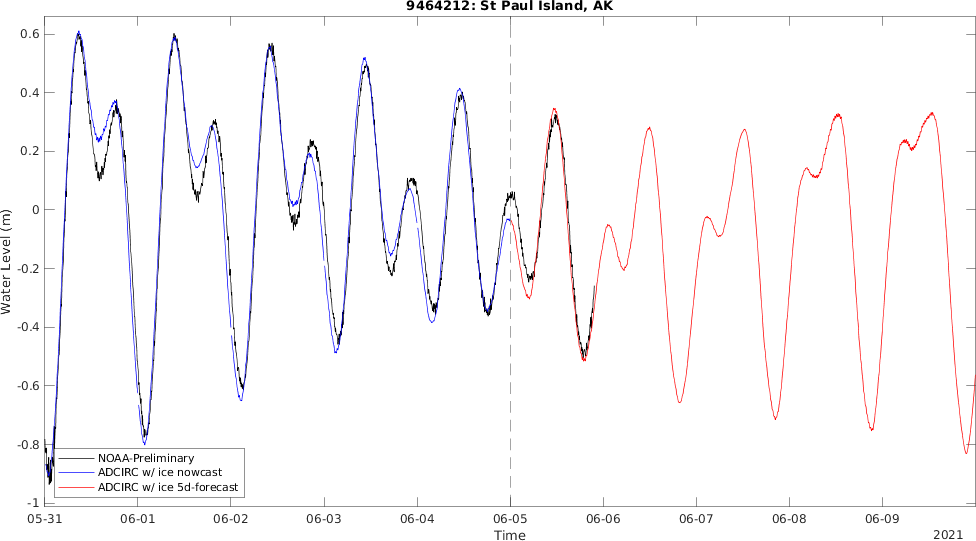 9464212: St Paul Island, AK
Water Level (m)
0.6
0.4
0.2
0
-0.2
-0.4
-0.6
-0.8
-1
NOAA-Preliminary
ADCIRC w/ ice nowcast
ADCIRC w/ ice 5d-forecast
05-31 06-01 06-02 06-03 06-04 06-05 06-06 06-07 06-08 06-09
Time
2021